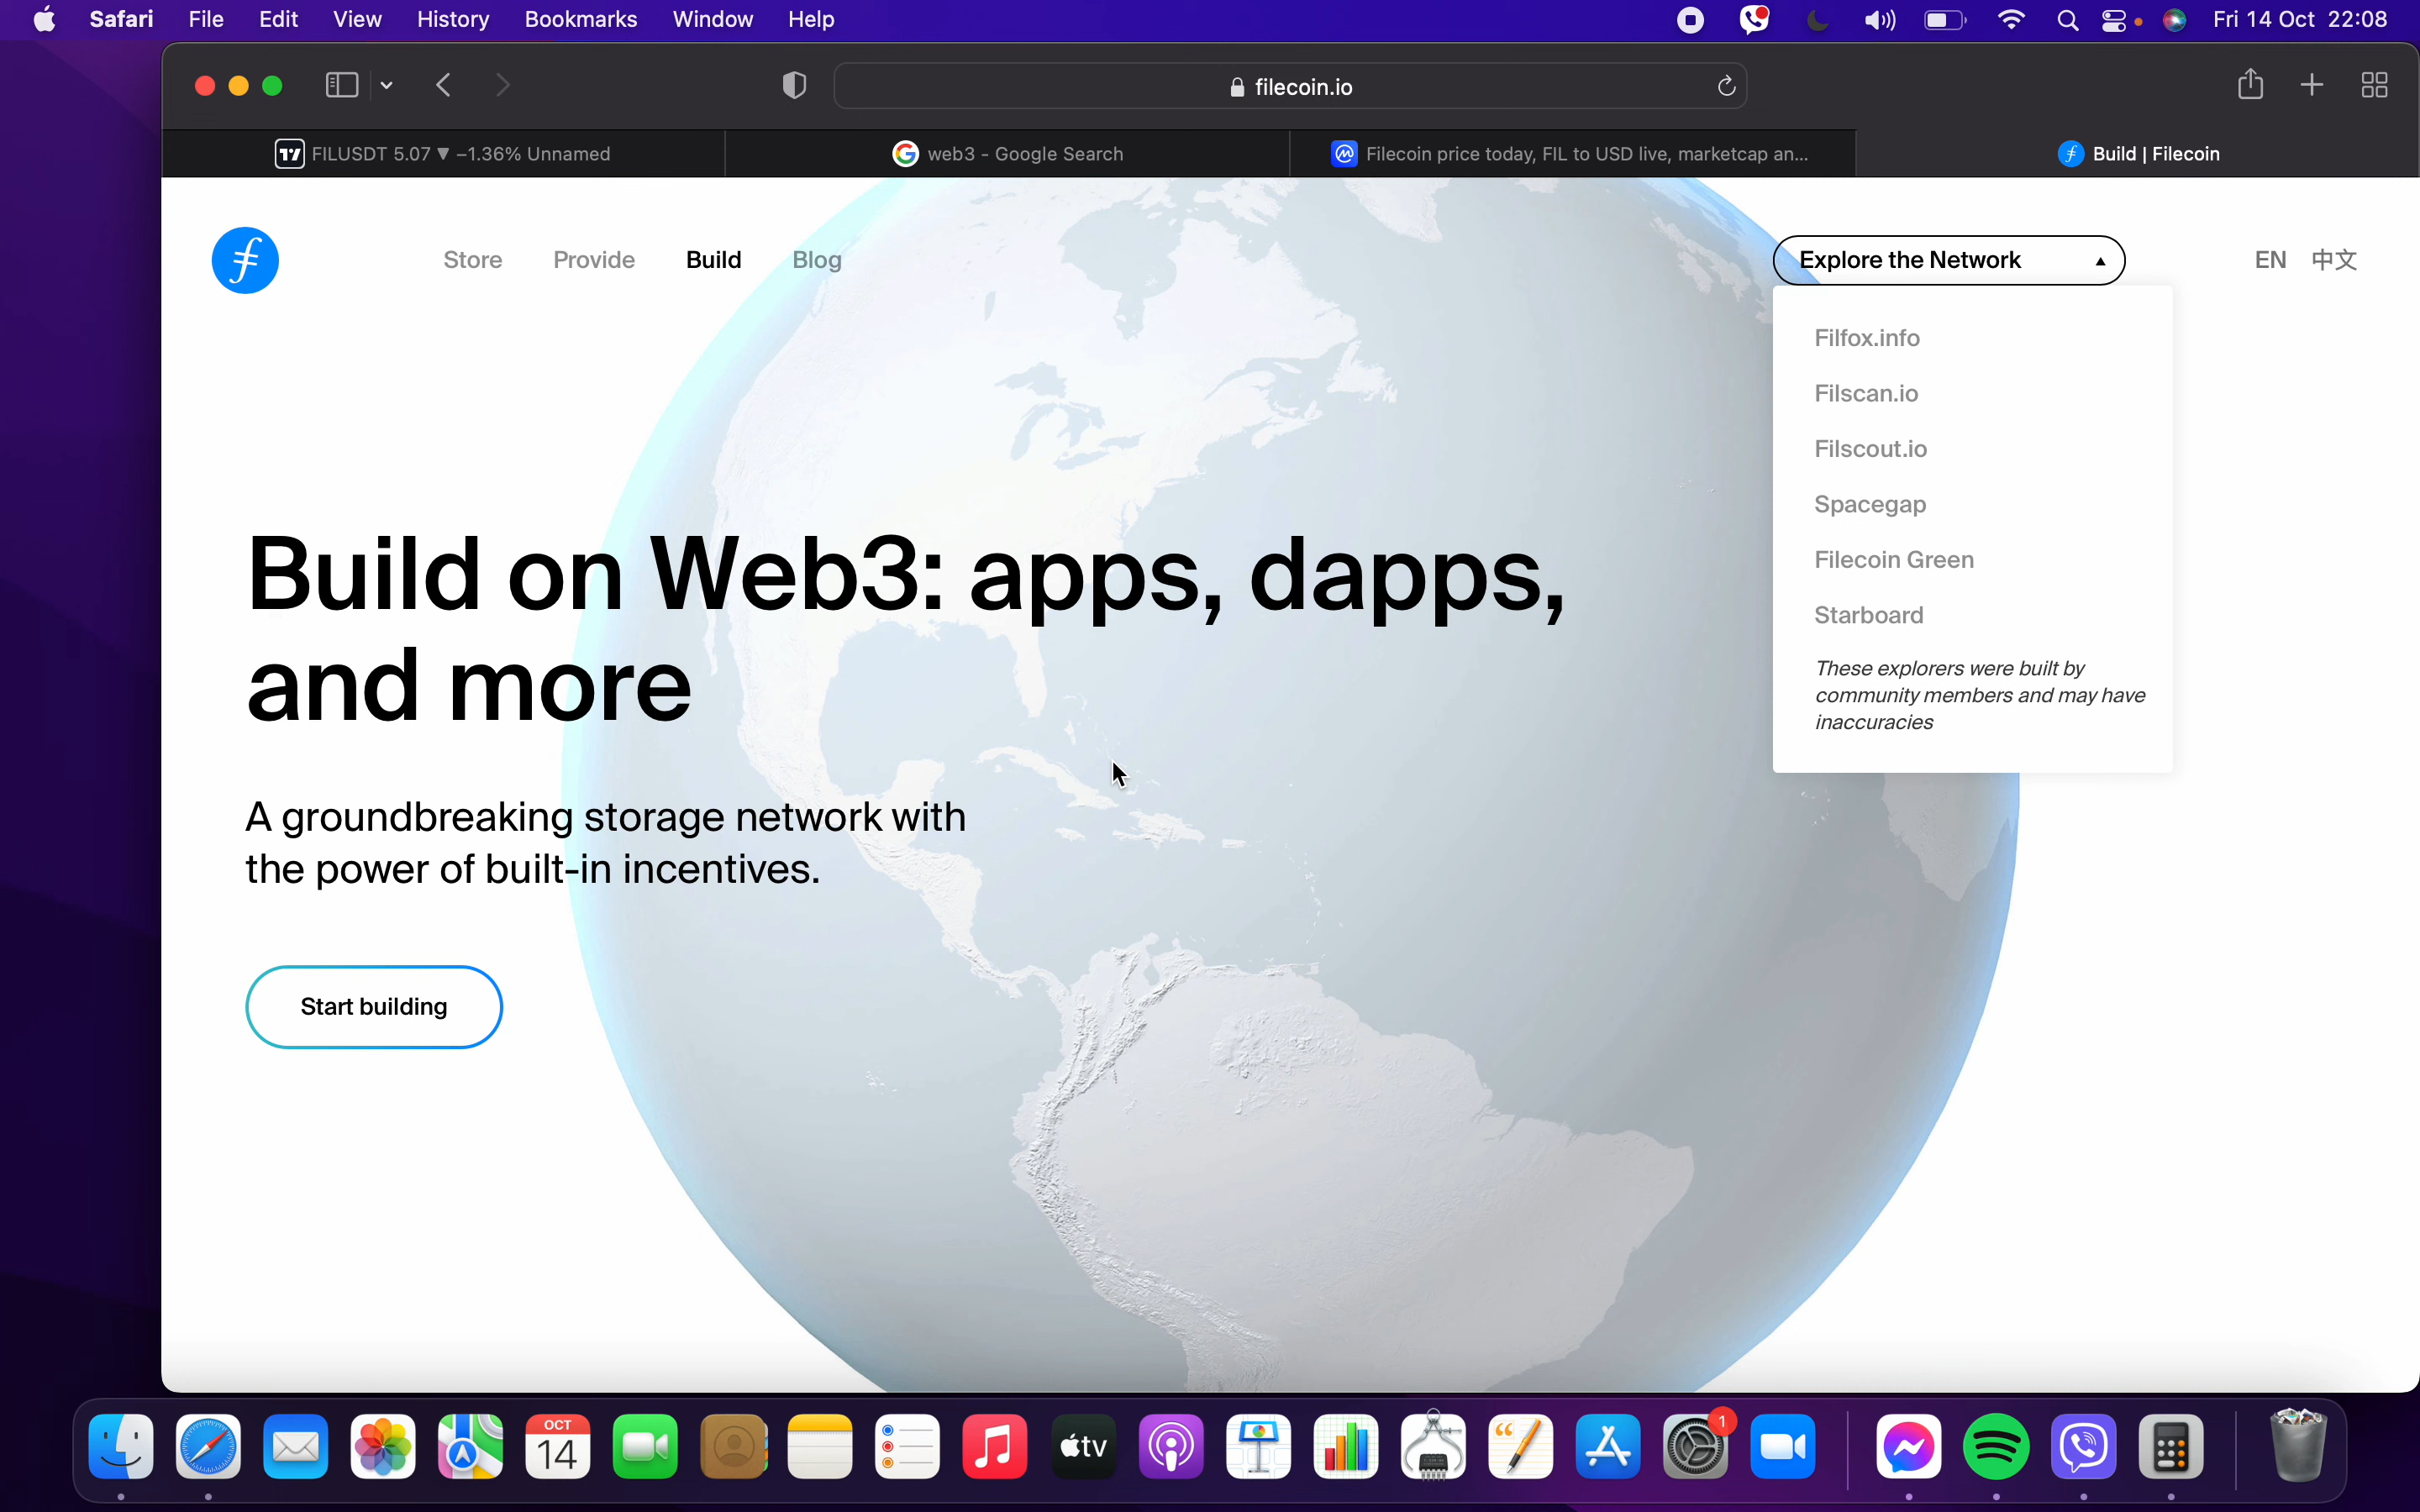 Safari File Edit View History Bookmarks Window Help Fri 14 Oct 22:08
filecoin.io
FILUSDT 5.07 ▼ −1.36% Unnamed
web3 - Google Search
Filecoin price today, FIL to USD live, marketcap an...
Build | Filecoin
Store Provide Build Blog Explore the Network ▲ EN 中文
Filfox.info
Filscan.io
Filscout.io
Spacegap
Filecoin Green
Starboard
These explorers were built by
community members and may have
inaccuracies
Build on Web3: apps, dapps,
and more
A groundbreaking storage network with
the power of built-in incentives.
Start building
OCT
14
tv
1